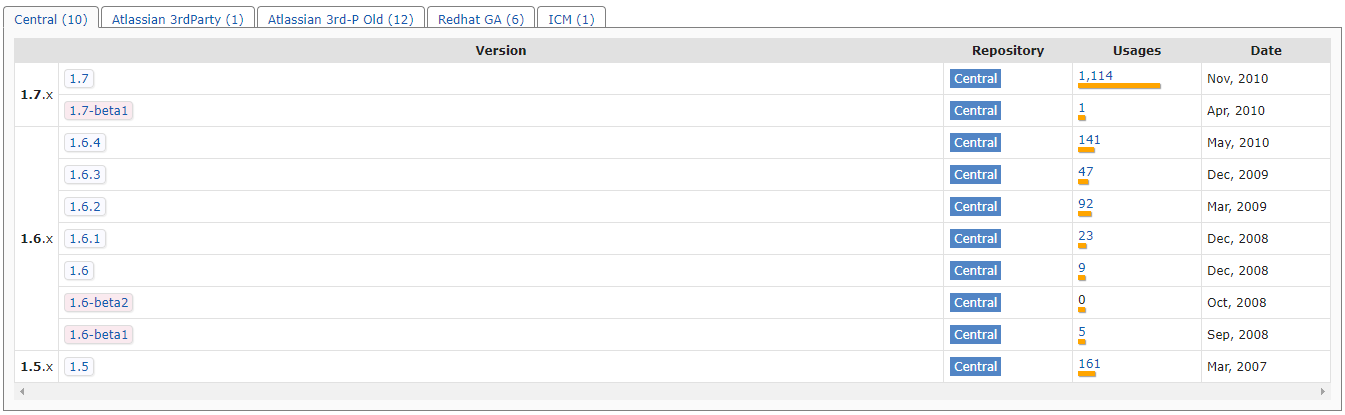 Central (10) Atlassian 3rdParty (1) Atlassian 3rd-P Old (12) Redhat GA (6) ICM (1)
Version Repository Usages Date
1.7.x 1.7 Central 1,114 Nov, 2010
1.7-beta1 Central 1 Apr, 2010
1.6.x 1.6.4 Central 141 May, 2010
1.6.3 Central 47 Dec, 2009
1.6.2 Central 92 Mar, 2009
1.6.1 Central 23 Dec, 2008
1.6 Central 9 Dec, 2008
1.6-beta2 Central 0 Oct, 2008
1.6-beta1 Central 5 Sep, 2008
1.5.x 1.5 Central 161 Mar, 2007